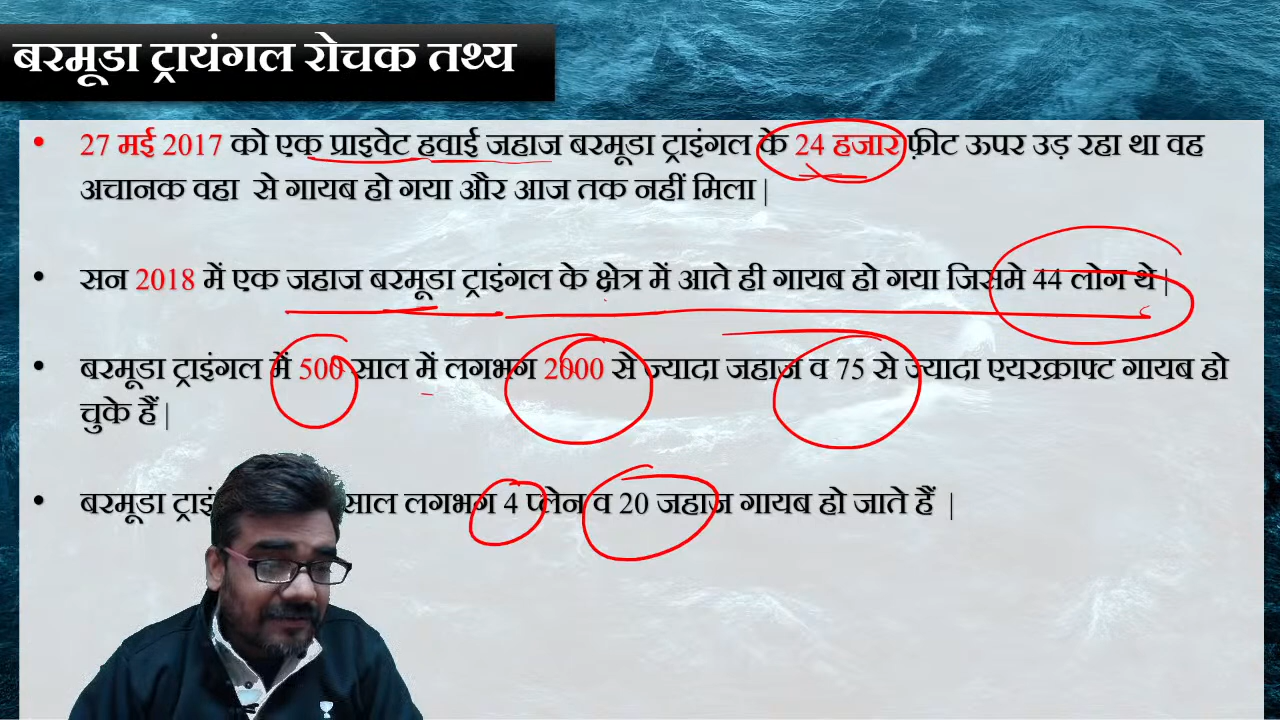 बरमूडा ट्रायंगल रोचक तथ्य
• 27 मई 2017 को एक प्राइवेट हवाई जहाज बरमूडा ट्राइंगल के 24 हजार फ़ीट ऊपर उड़ रहा था वह
अचानक वहा से गायब हो गया और आज तक नहीं मिला |
• सन 2018 में एक जहाज बरमूडा ट्राइंगल के क्षेत्र में आते ही गायब हो गया जिसमे 44 लोग थे |
• बरमूडा ट्राइंगल में 500 साल में लगभग 2000 से ज्यादा जहाज व 75 से ज्यादा एयरक्राफ्ट गायब हो
चुके हैं |
• बरमूडा साल लगभग 4 प्लेन व 20 जहाज गायब हो जाते हैं |